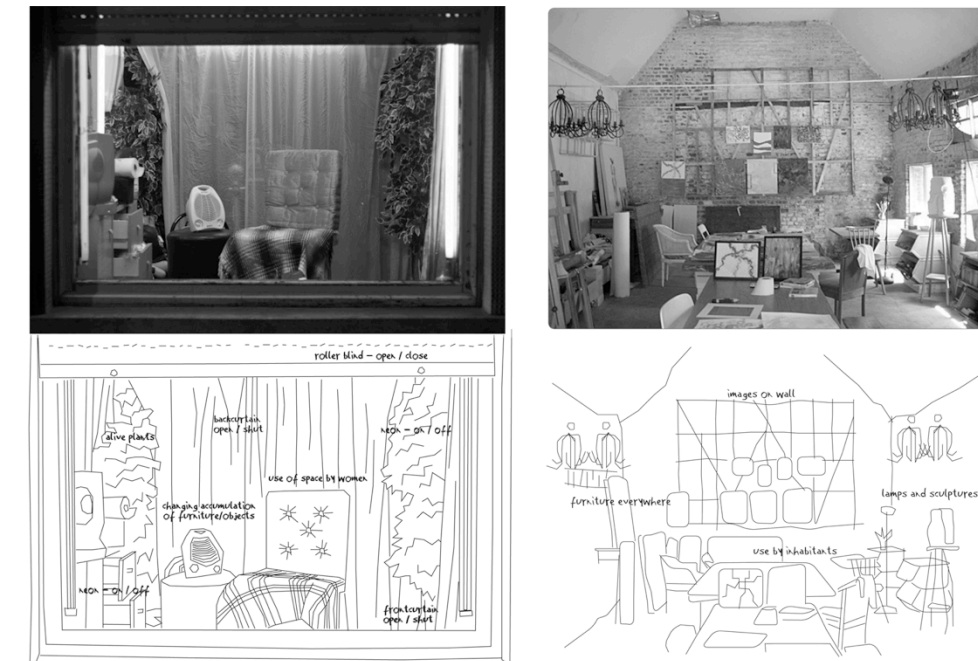 roller blind – open / close
backcurtain
open / shut
alive plants
neon – on / off
use of space by women
changing accumulation
of furniture/objects
neon – on / off
frontcurtain
open / shut
images on wall
furniture everywhere
lamps and sculptures
use by inhabitants